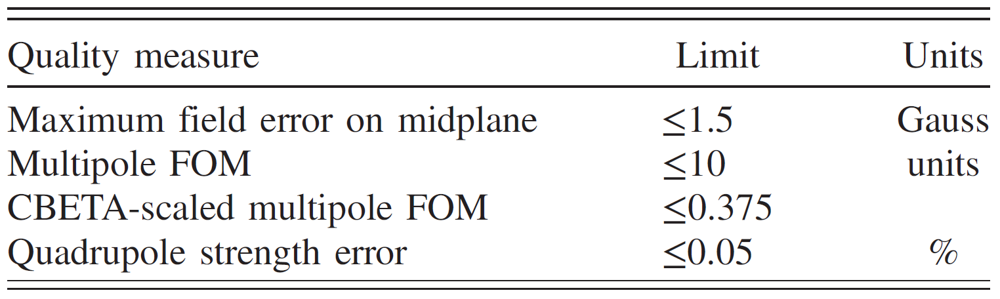 Quality measure Limit Units
Maximum field error on midplane ≤1.5 Gauss
Multipole FOM ≤10 units
CBETA-scaled multipole FOM ≤0.375
Quadrupole strength error ≤0.05 %